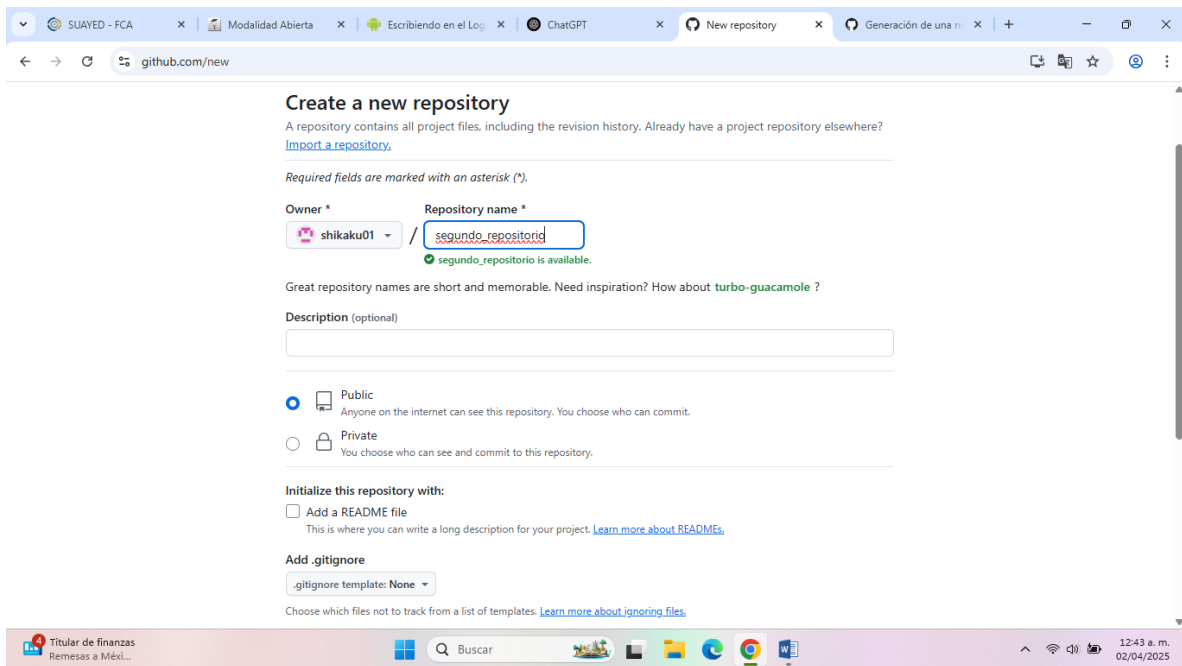 SUAYED - FCA
Modalidad Abierta
Escribiendo en el Log
ChatGPT
New repository
Generación de una n
github.com/new
Create a new repository
A repository contains all project files, including the revision history. Already have a project repository elsewhere?
Import a repository.
Required fields are marked with an asterisk (*).
Owner * Repository name *
shikaku01 / segundo_repositorio
segundo_repositorio is available.
Great repository names are short and memorable. Need inspiration? How about turbo-guacamole ?
Description (optional)
Public
Anyone on the internet can see this repository. You choose who can commit.
Private
You choose who can see and commit to this repository.
Initialize this repository with:
Add a README file
This is where you can write a long description for your project. Learn more about READMEs.
Add .gitignore
.gitignore template: None
Choose which files not to track from a list of templates. Learn more about ignoring files.
4
Titular de finanzas
Remesas a Méxi...
Buscar
12:43 a. m.
02/04/2025